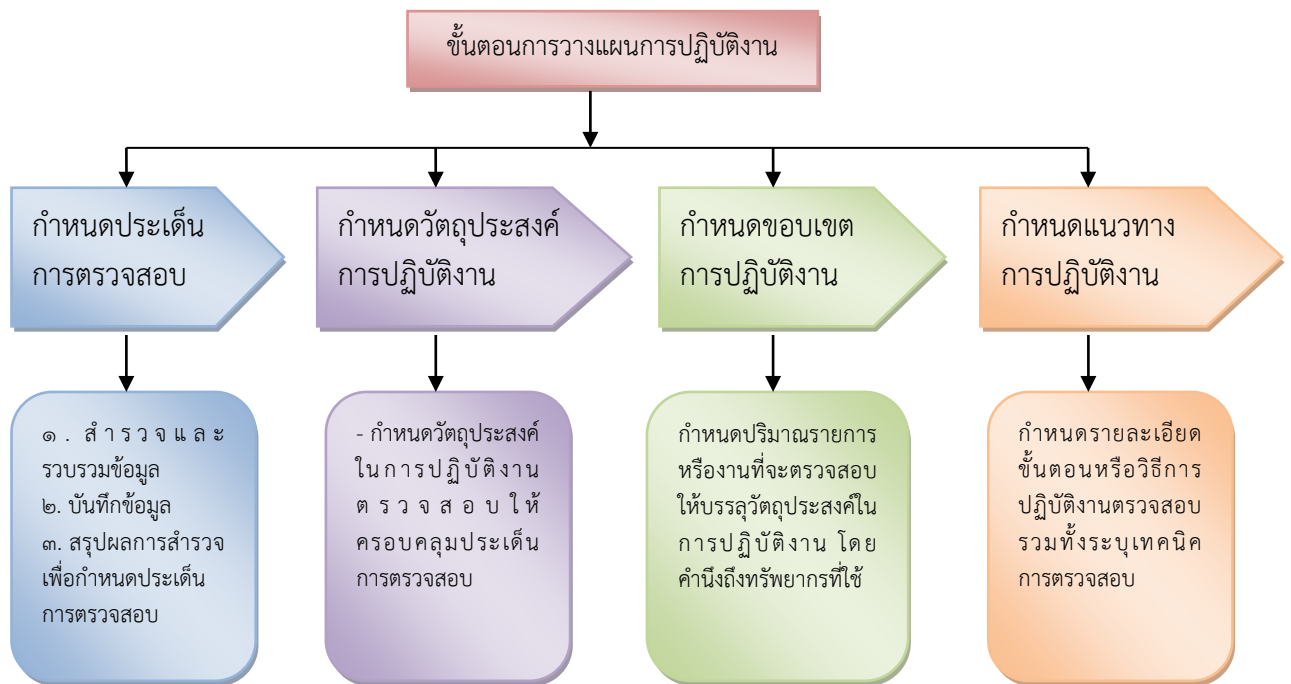 ขั้นตอนการวางแผนการปฏิบัติงาน
กำหนดประเด็น
การตรวจสอบ
กำหนดวัตถุประสงค์
การปฏิบัติงาน
กำหนดขอบเขต
การปฏิบัติงาน
กำหนดแนวทาง
การปฏิบัติงาน
๑. สำรวจและ
รวบรวมข้อมูล
๒. บันทึกข้อมูล
๓. สรุปผลการสำรวจ
เพื่อกำหนดประเด็น
การตรวจสอบ
- กำหนดวัตถุประสงค์
ในการปฏิบัติงาน
ตรวจสอบให้
ครอบคลุมประเด็น
การตรวจสอบ
กำหนดปริมาณรายการ
หรืองานที่จะตรวจสอบ
ให้บรรลุวัตถุประสงค์ใน
การปฏิบัติงาน โดย
คำนึงถึงทรัพยากรที่ใช้
กำหนดรายละเอียด
ขั้นตอนหรือวิธีการ
ปฏิบัติงานตรวจสอบ
รวมทั้งระบุเทคนิค
การตรวจสอบ